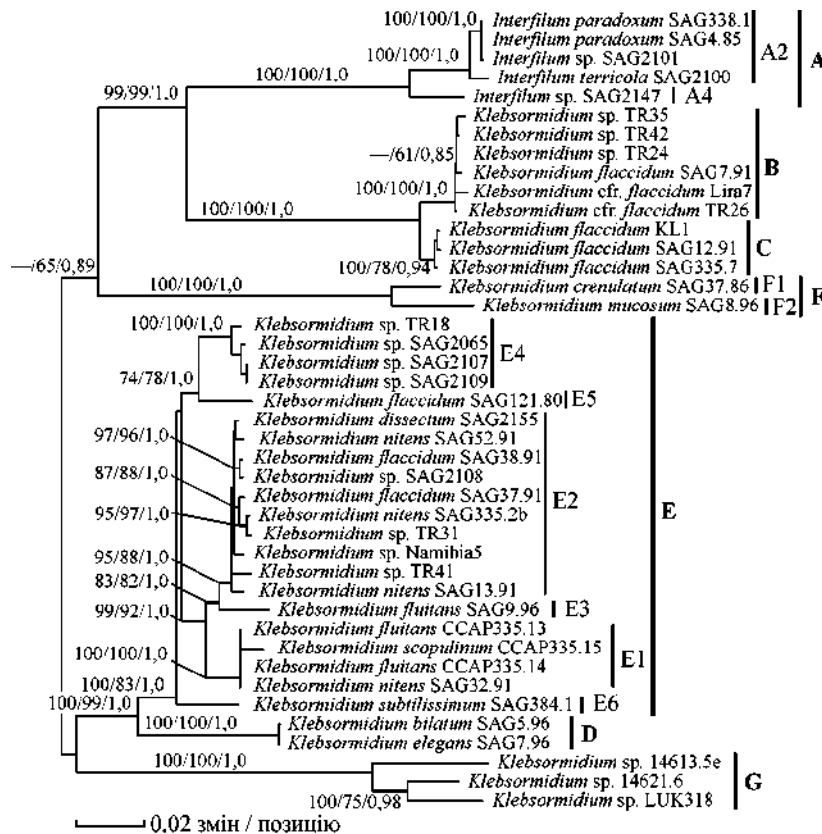 100/100/1,0
Interfilum paradoxum SAG338.1
Interfilum paradoxum SAG4.85
Interfilum sp. SAG2101
Interfilum terricola SAG2100
A2
A
100/100/1,0
100/100/1,0
Interfilum sp. SAG2147
A4
99/99/1,0
Klebsormidium sp. TR35
Klebsormidium sp. TR42
Klebsormidium sp. TR24
Klebsormidium flaccidum SAG7.91
Klebsormidium cfr. flaccidum Lira7
Klebsormidium cfr. flaccidum TR26
B
—/61/0,85
100/100/1,0
100/100/1,0
Klebsormidium flaccidum KL1
Klebsormidium flaccidum SAG12.91
Klebsormidium flaccidum SAG335.7
C
100/78/0,94
—/65/0,89
100/100/1,0
Klebsormidium crenulatum SAG37.86
F1
Klebsormidium mucosum SAG8.96
F2
F
100/100/1,0
Klebsormidium sp. TR18
Klebsormidium sp. SAG2065
Klebsormidium sp. SAG2107
Klebsormidium sp. SAG2109
E4
74/78/1,0
Klebsormidium flaccidum SAG121.80
E5
Klebsormidium dissectum SAG2155
97/96/1,0
Klebsormidium nitens SAG52.91
Klebsormidium flaccidum SAG38.91
87/88/1,0
Klebsormidium sp. SAG2108
Klebsormidium flaccidum SAG37.91
E2
E
95/97/1,0
Klebsormidium nitens SAG335.2b
Klebsormidium sp. TR31
95/88/1,0
Klebsormidium sp. Namibia5
83/82/1,0
Klebsormidium sp. TR41
Klebsormidium nitens SAG13.91
99/92/1,0
Klebsormidium fluitans SAG9.96
E3
Klebsormidium fluitans CCAP335.13
100/100/1,0
Klebsormidium scopulinum CCAP335.15
Klebsormidium fluitans CCAP335.14
Klebsormidium nitens SAG32.91
E1
100/83/1,0
100/99/1,0
Klebsormidium subtilissimum SAG384.1
E6
100/100/1,0
Klebsormidium bilatum SAG5.96
Klebsormidium elegans SAG7.96
D
100/100/1,0
Klebsormidium sp. 14613.5e
Klebsormidium sp. 14621.6
Klebsormidium sp. LUK318
G
100/75/0,98
0,02 змін / позицію